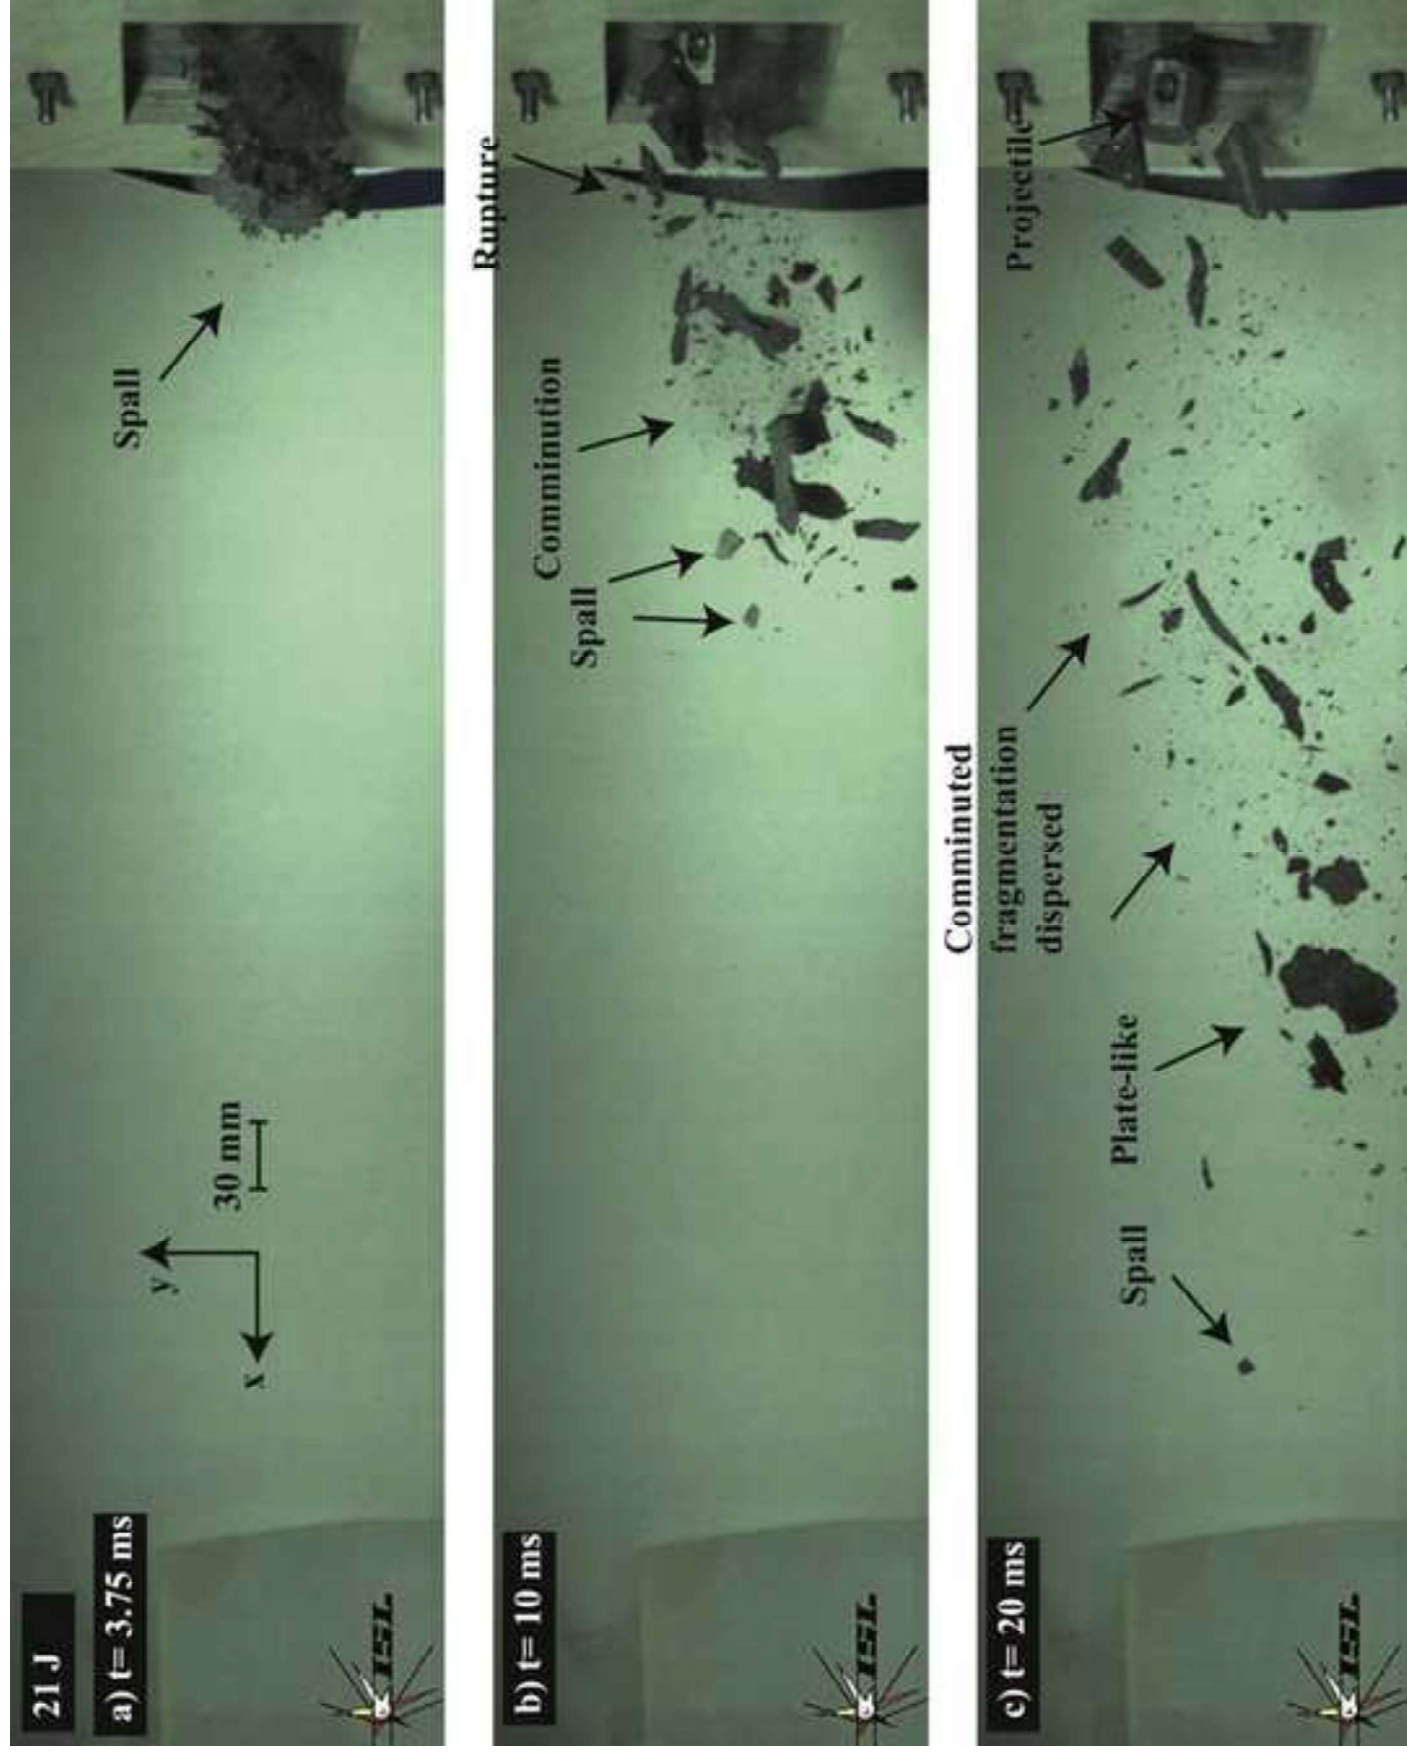 21 J
a) t= 3.75 ms
y
x
30 mm
Spall
ISL
b) t= 10 ms
Spall
Comminution
Rupture
ISL
c) t= 20 ms
Spall
Plate-like
Comminuted
fragmentation
dispersed
Projectile
ISL